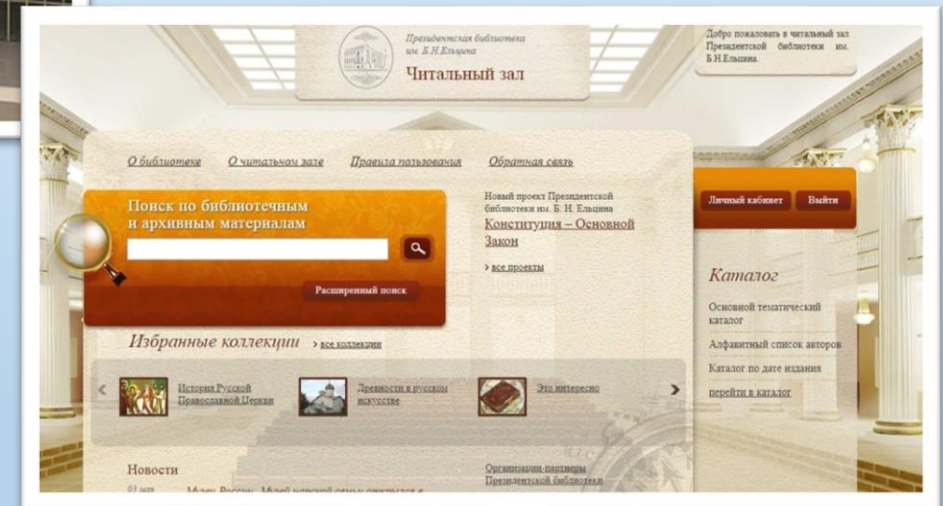 Президентская библиотека
им. Б.Н.Ельцина
Читальный зал
Добро пожаловать в читальный зал
Президентской библиотеки им.
Б.Н.Ельцина.
О библиотеке О читальном зале Правила пользования Обратная связь
Поиск по библиотечным
и архивным материалам
Расширенный поиск
Новый проект Президентской
библиотеки им. Б. Н. Ельцина
Конституция – Основной
Закон
все проекты
Личный кабинет Выйти
Каталог
Основной тематический
каталог
Алфавитный список авторов
Каталог по дате издания
перейти в каталог
Избранные коллекции все коллекции
История Русской
Православной Церкви
Древности в русском
искусстве
Это интересно
Новости
Организации-партнеры
Президентской библиотеки